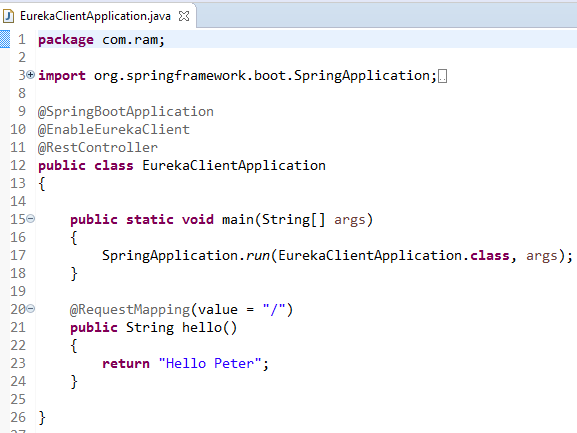 EurekaClientApplication.java
1 package com.ram;
2
3 import org.springframework.boot.SpringApplication;
8
9 @SpringBootApplication
10 @EnableEurekaClient
11 @RestController
12 public class EurekaClientApplication
13 {
14
15 public static void main(String[] args)
16 {
17 SpringApplication.run(EurekaClientApplication.class, args);
18 }
19
20 @RequestMapping(value = "/")
21 public String hello()
22 {
23 return "Hello Peter";
24 }
25
26 }